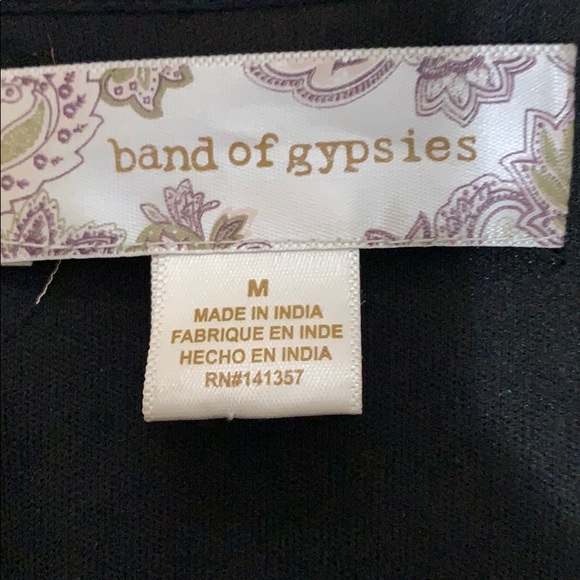 band of gypsies
M
MADE IN INDIA
FABRIQUE EN INDE
HECHO EN INDIA
RN#141357